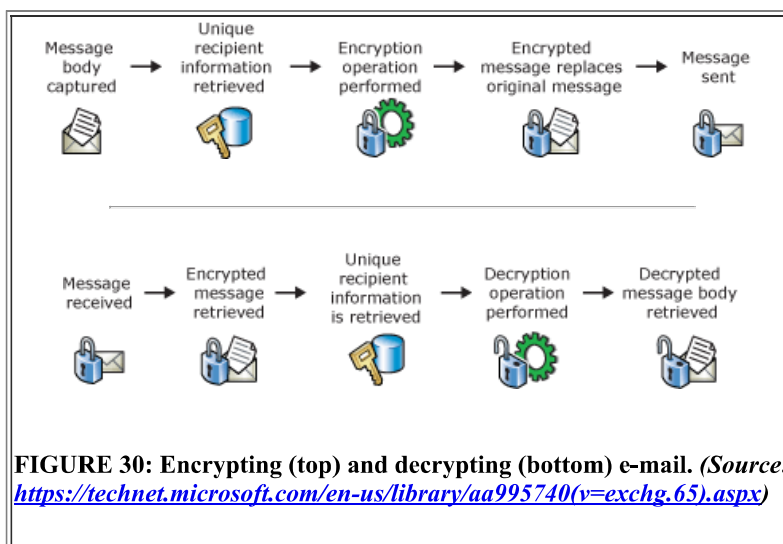 Message
body
captured
Unique
recipient
information
retrieved
Encryption
operation
performed
Encrypted
message replaces
original message
Message
sent
Message
received
Encrypted
message
retrieved
Unique
recipient
information
is retrieved
Decryption
operation
performed
Decrypted
message body
retrieved
FIGURE 30: Encrypting (top) and decrypting (bottom) e-mail. (Source:
https://technet.microsoft.com/en-us/library/aa995740(v=exchg.65).aspx)